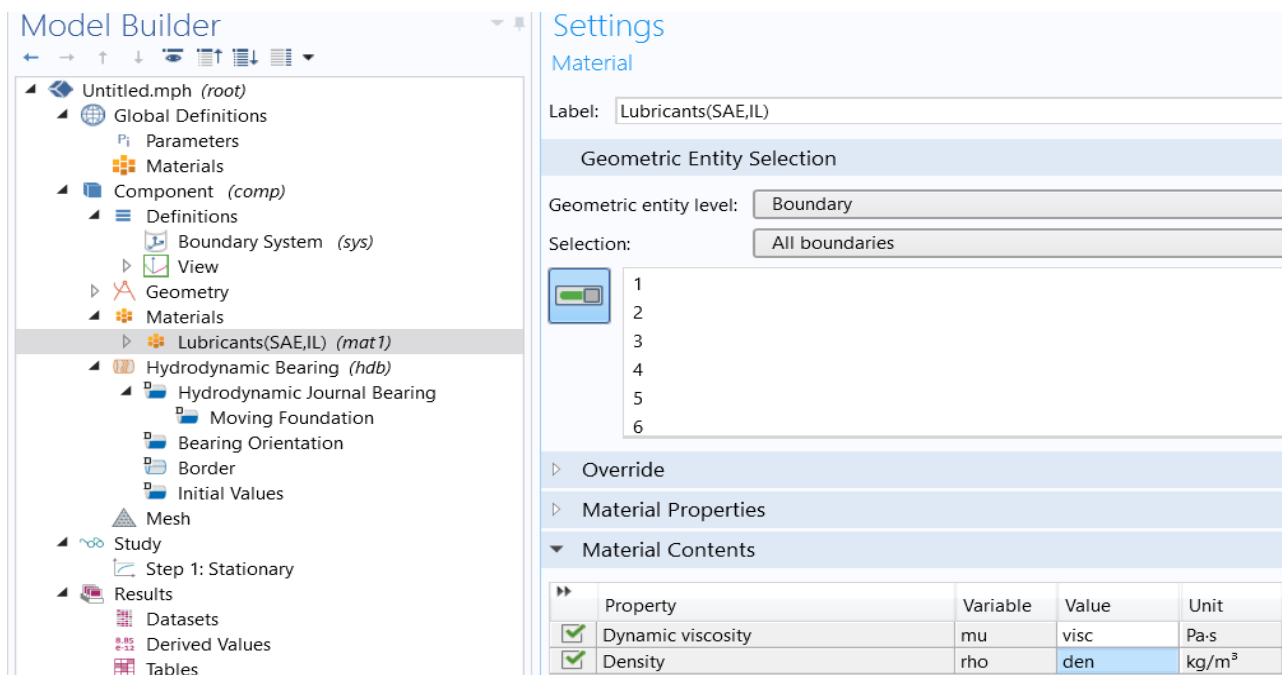 Model Builder
Untitled.mph (root)
Global Definitions
Pi Parameters
Materials
Component (comp)
Definitions
Boundary System (sys)
View
Geometry
Materials
Lubricants(SAE,IL) (mat1)
Hydrodynamic Bearing (hdb)
D Hydrodynamic Journal Bearing
D Moving Foundation
D Bearing Orientation
D Border
D Initial Values
Mesh
Study
Step 1: Stationary
Results
Datasets
8.85 e-12 Derived Values
Tables
Settings
Material
Label: Lubricants(SAE,IL)
Geometric Entity Selection
Geometric entity level: Boundary
Selection: All boundaries
1
2
3
4
5
6
Override
Material Properties
Material Contents
Property Variable Value Unit
Dynamic viscosity mu visc Pa·s
Density rho den kg/m³